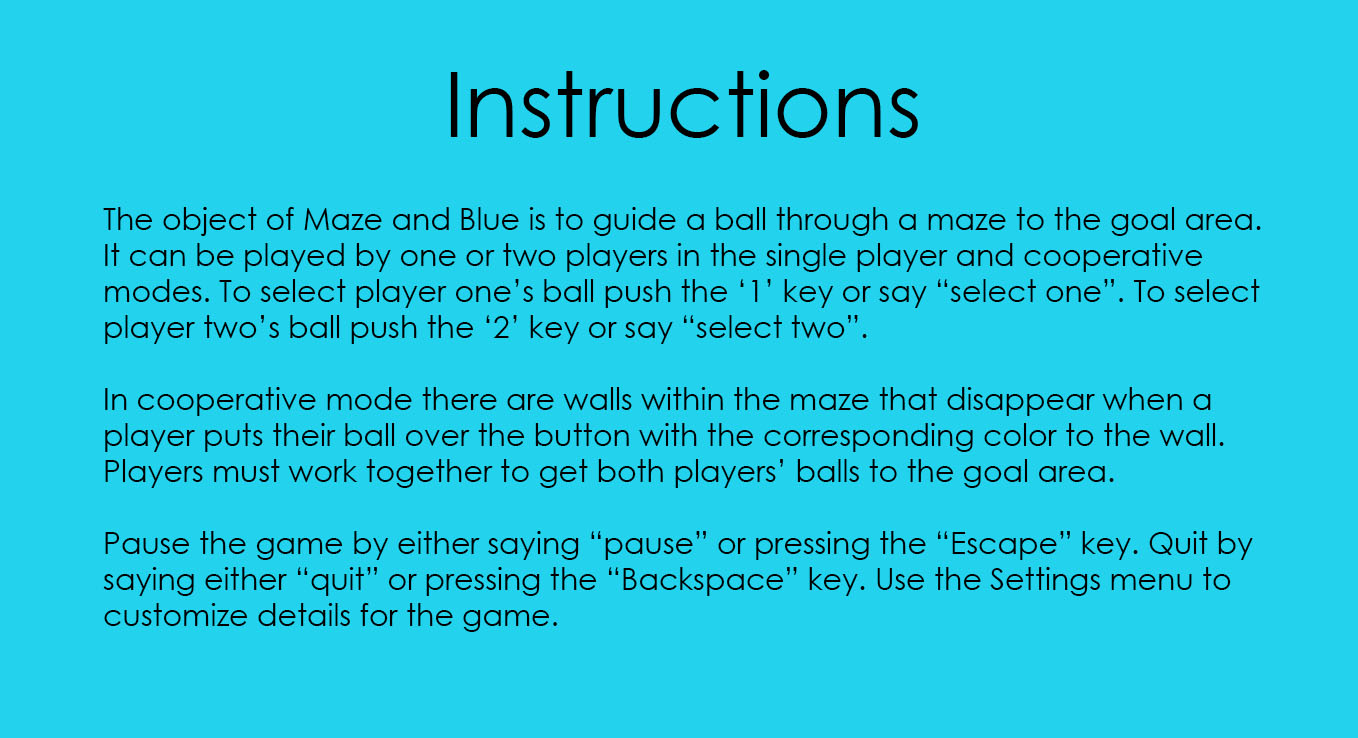 Instructions
The object of Maze and Blue is to guide a ball through a maze to the goal area.
It can be played by one or two players in the single player and cooperative
modes. To select player one’s ball push the ‘1’ key or say “select one”. To select
player two’s ball push the ‘2’ key or say “select two”.
In cooperative mode there are walls within the maze that disappear when a
player puts their ball over the button with the corresponding color to the wall.
Players must work together to get both players’ balls to the goal area.
Pause the game by either saying “pause” or pressing the “Escape” key. Quit by
saying either “quit” or pressing the “Backspace” key. Use the Settings menu to
customize details for the game.